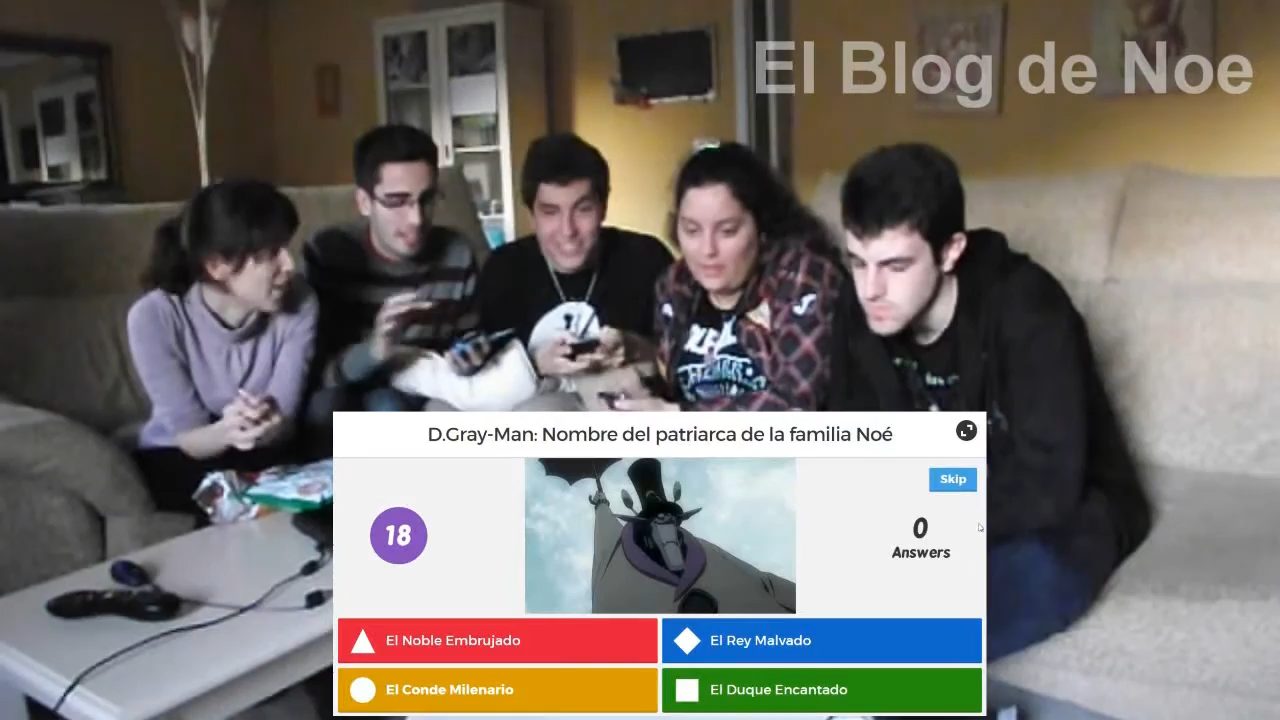 El Blog de Noe
D.Gray-Man: Nombre del patriarca de la familia Noé
Skip
18
0
Answers
El Noble Embrujado
El Rey Malvado
El Conde Milenario
El Duque Encantado